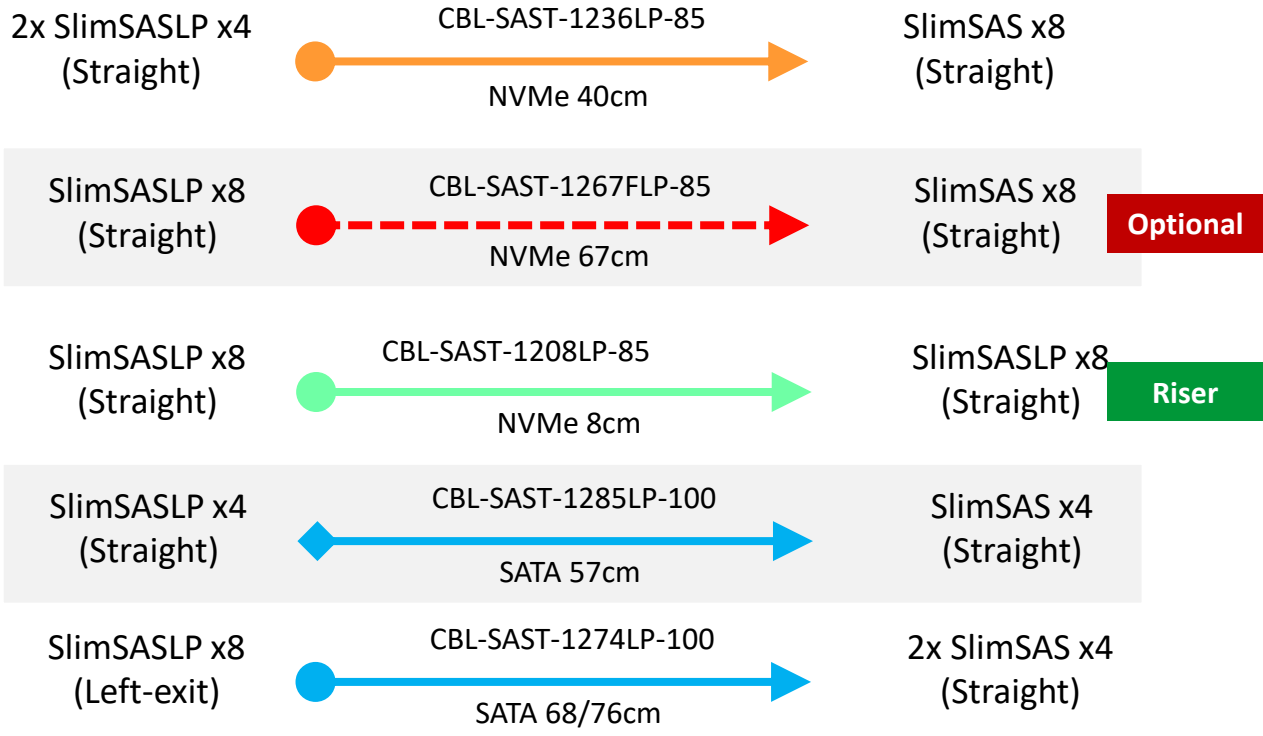 2x SlimSASLP x4
(Straight)
CBL-SAST-1236LP-85
NVMe 40cm
SlimSAS x8
(Straight)
SlimSASLP x8
(Straight)
CBL-SAST-1267FLP-85
NVMe 67cm
SlimSAS x8
(Straight)
Optional
SlimSASLP x8
(Straight)
CBL-SAST-1208LP-85
NVMe 8cm
SlimSASLP x8
(Straight)
Riser
SlimSASLP x4
(Straight)
CBL-SAST-1285LP-100
SATA 57cm
SlimSAS x4
(Straight)
SlimSASLP x8
(Left-exit)
CBL-SAST-1274LP-100
SATA 68/76cm
2x SlimSAS x4
(Straight)